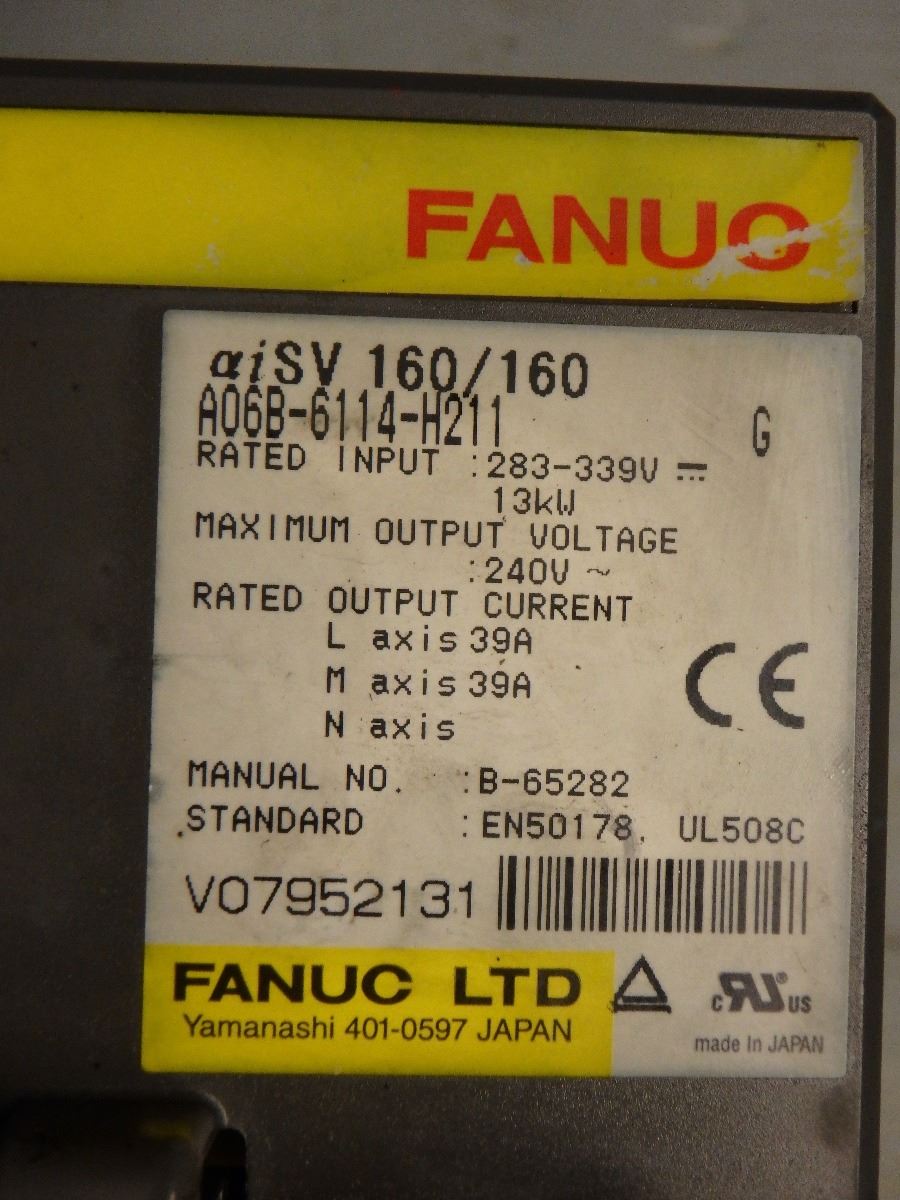 FANUC
αiSV 160/160
A06B-6114-H211 G
RATED INPUT :283-339V ⎓
13kW
MAXIMUM OUTPUT VOLTAGE
:240V ~
RATED OUTPUT CURRENT
L axis 39A
M axis 39A
N axis
CE
MANUAL NO. :B-65282
STANDARD :EN50178, UL508C
V07952131
FANUC LTD
Yamanashi 401-0597 JAPAN
c RU US
made In JAPAN